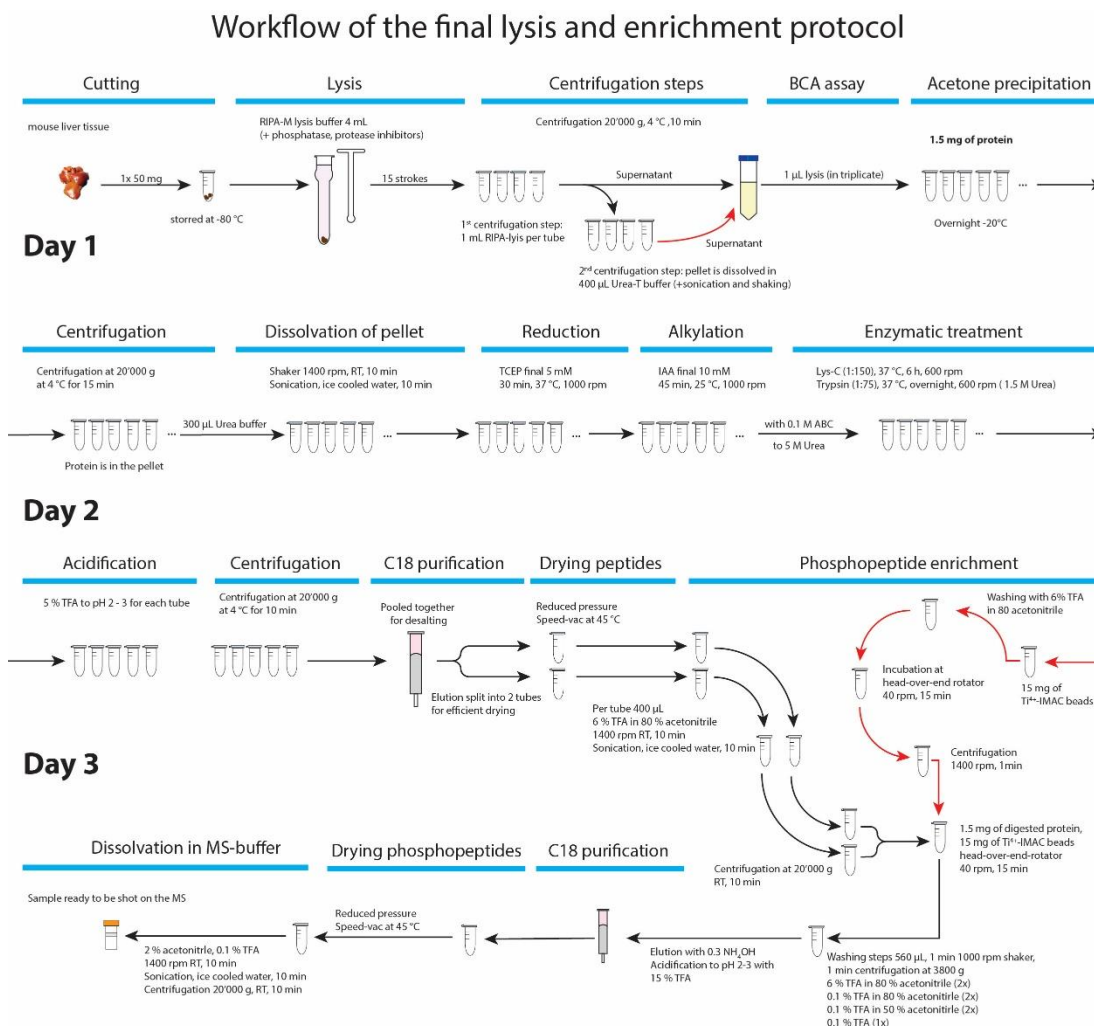 Workflow of the final lysis and enrichment protocol
Cutting
Lysis
Centrifugation steps
BCA assay
Acetone precipitation
mouse liver tissue
1x 50 mg
storred at -80 °C
RIPA-M lysis buffer 4 mL
(+ phosphatase, protease inhibitors)
15 strokes
Centrifugation 20'000 g, 4 °C ,10 min
1st centrifugation step:
1 mL RIPA-lyis per tube
Supernatant
Supernatant
2nd centrifugation step: pellet is dissolved in
400 µL Urea-T buffer (+sonication and shaking)
1 µL lysis (in triplicate)
1.5 mg of protein
...
Overnight -20°C
Day 1
Centrifugation
Dissolvation of pellet
Reduction
Alkylation
Enzymatic treatment
Centrifugation at 20'000 g
at 4 °C for 15 min
...
Protein is in the pellet
300 µL Urea buffer
Shaker 1400 rpm, RT, 10 min
Sonication, ice cooled water, 10 min
...
TCEP final 5 mM
30 min, 37 °C, 1000 rpm
...
IAA final 10 mM
45 min, 25 °C, 1000 rpm
...
with 0.1 M ABC
to 5 M Urea
Lys-C (1:150), 37 °C, 6 h, 600 rpm
Trypsin (1:75), 37 °C, overnight, 600 rpm ( 1.5 M Urea)
...
Day 2
Acidification
Centrifugation
C18 purification
Drying peptides
Phosphopeptide enrichment
5 % TFA to pH 2 - 3 for each tube
Centrifugation at 20'000 g
at 4 °C for 10 min
Pooled together
for desalting
Elution split into 2 tubes
for efficient drying
Reduced pressure
Speed-vac at 45 °C
Per tube 400 µL
6 % TFA in 80 % acetonitrile
1400 rpm RT, 10 min
Sonication, ice cooled water, 10 min
Washing with 6% TFA
in 80 acetonitrile
15 mg of
Ti⁴⁺-IMAC beads
Incubation at
head-over-end rotator
40 rpm, 15 min
Centrifugation
1400 rpm, 1min
Centrifugation at 20'000 g
RT, 10 min
1.5 mg of digested protein,
15 mg of Ti⁴⁺-IMAC beads
head-over-end-rotator
40 rpm, 15 min
Day 3
Dissolvation in MS-buffer
Drying phosphopeptides
C18 purification
Sample ready to be shot on the MS
2 % acetonitrle, 0.1 % TFA
1400 rpm RT, 10 min
Sonication, ice cooled water, 10 min
Centrifugation 20'000 g, RT, 10 min
Reduced pressure
Speed-vac at 45 °C
Elution with 0.3 NH₄OH
Acidification to pH 2-3 with
15 % TFA
Washing steps 560 µL, 1 min 1000 rpm shaker,
1 min centrifugation at 3800 g
6 % TFA in 80 % acetonitrile (2x)
0.1 % TFA in 80 % acetonitirle (2x)
0.1 % TFA in 50 % acetonitrile (2x)
0.1 % TFA (1x)